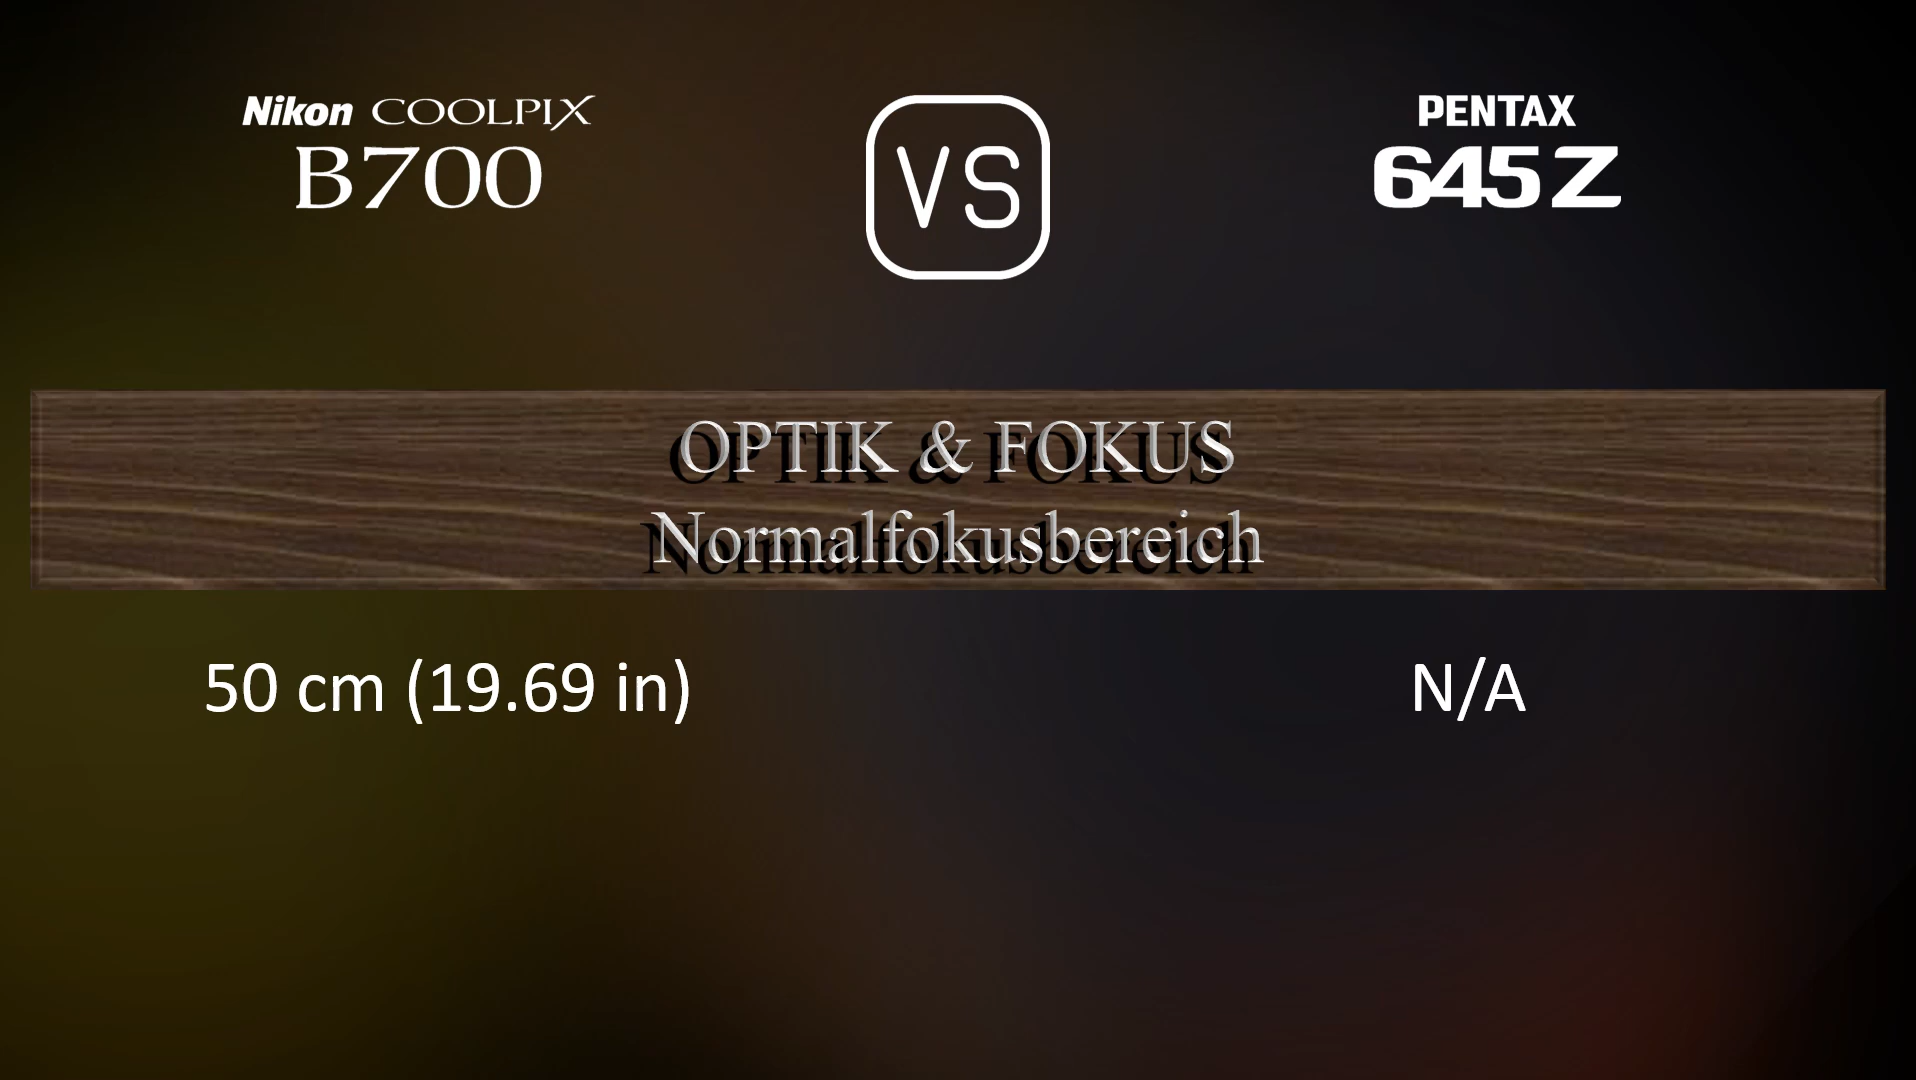 Nikon COOLPIX
B700
VS
PENTAX
645Z
OPTIK & FOKUS
Normalfokusbereich
50 cm (19.69 in)
N/A